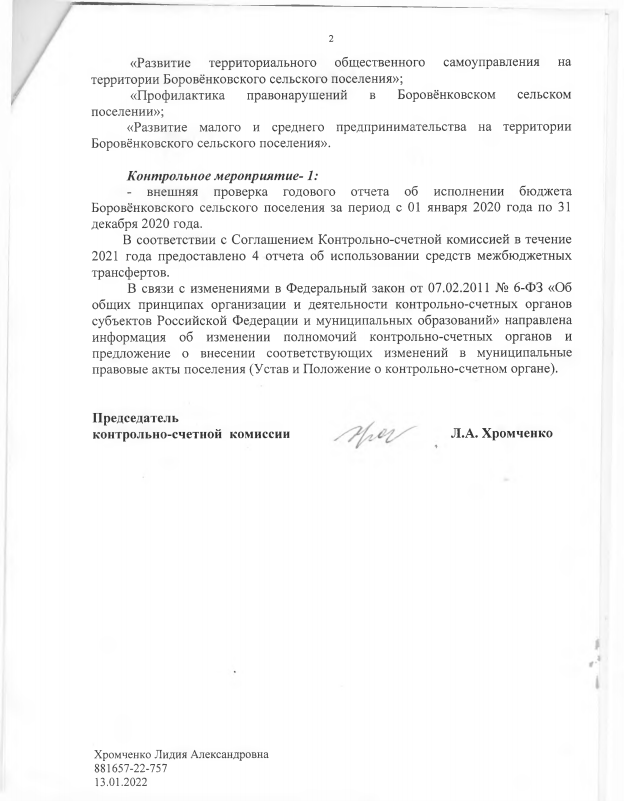 2
«Развитие территориального общественного самоуправления на
территории Боровёнковского сельского поселения»;
«Профилактика правонарушений в Боровёнковском сельском
поселении»;
«Развитие малого и среднего предпринимательства на территории
Боровёнковского сельского поселения».
Контрольное мероприятие- 1:
- внешняя проверка годового отчета об исполнении бюджета
Боровёнковского сельского поселения за период с 01 января 2020 года по 31
декабря 2020 года.
В соответствии с Соглашением Контрольно-счетной комиссией в течение
2021 года предоставлено 4 отчета об использовании средств межбюджетных
трансфертов.
В связи с изменениями в Федеральный закон от 07.02.2011 № 6-ФЗ «Об
общих принципах организации и деятельности контрольно-счетных органов
субъектов Российской Федерации и муниципальных образований» направлена
информация об изменении полномочий контрольно-счетных органов и
предложение о внесении соответствующих изменений в муниципальные
правовые акты поселения (Устав и Положение о контрольно-счетном органе).
Председатель
контрольно-счетной комиссии Л.А. Хромченко
Хромченко Лидия Александровна
881657-22-757
13.01.2022